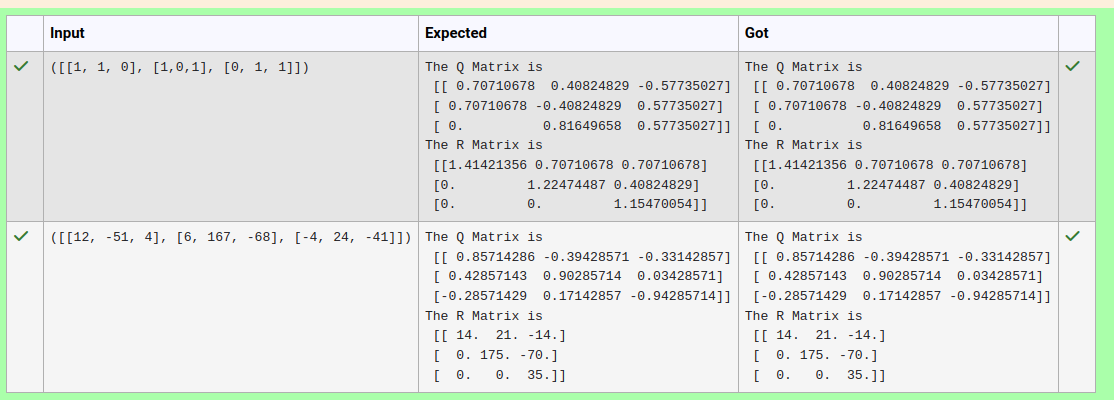 Input Expected Got
([[1, 1, 0], [1,0,1], [0, 1, 1]])
The Q Matrix is
[[ 0.70710678  0.40824829 -0.57735027]
[ 0.70710678 -0.40824829  0.57735027]
[ 0.          0.81649658  0.57735027]]
The R Matrix is
[[1.41421356 0.70710678 0.70710678]
[0.         1.22474487 0.40824829]
[0.         0.         1.15470054]]
The Q Matrix is
[[ 0.70710678  0.40824829 -0.57735027]
[ 0.70710678 -0.40824829  0.57735027]
[ 0.          0.81649658  0.57735027]]
The R Matrix is
[[1.41421356 0.70710678 0.70710678]
[0.         1.22474487 0.40824829]
[0.         0.         1.15470054]]
([[12, -51, 4], [6, 167, -68], [-4, 24, -41]])
The Q Matrix is
[[ 0.85714286 -0.39428571 -0.33142857]
[ 0.42857143  0.90285714  0.03428571]
[-0.28571429  0.17142857 -0.94285714]]
The R Matrix is
[[ 14.  21. -14.]
[  0. 175. -70.]
[  0.   0.  35.]]
The Q Matrix is
[[ 0.85714286 -0.39428571 -0.33142857]
[ 0.42857143  0.90285714  0.03428571]
[-0.28571429  0.17142857 -0.94285714]]
The R Matrix is
[[ 14.  21. -14.]
[  0. 175. -70.]
[  0.   0.  35.]]